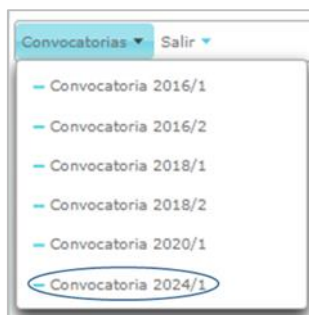 Convocatorias Salir
Convocatoria 2016/1
Convocatoria 2016/2
Convocatoria 2018/1
Convocatoria 2018/2
Convocatoria 2020/1
Convocatoria 2024/1